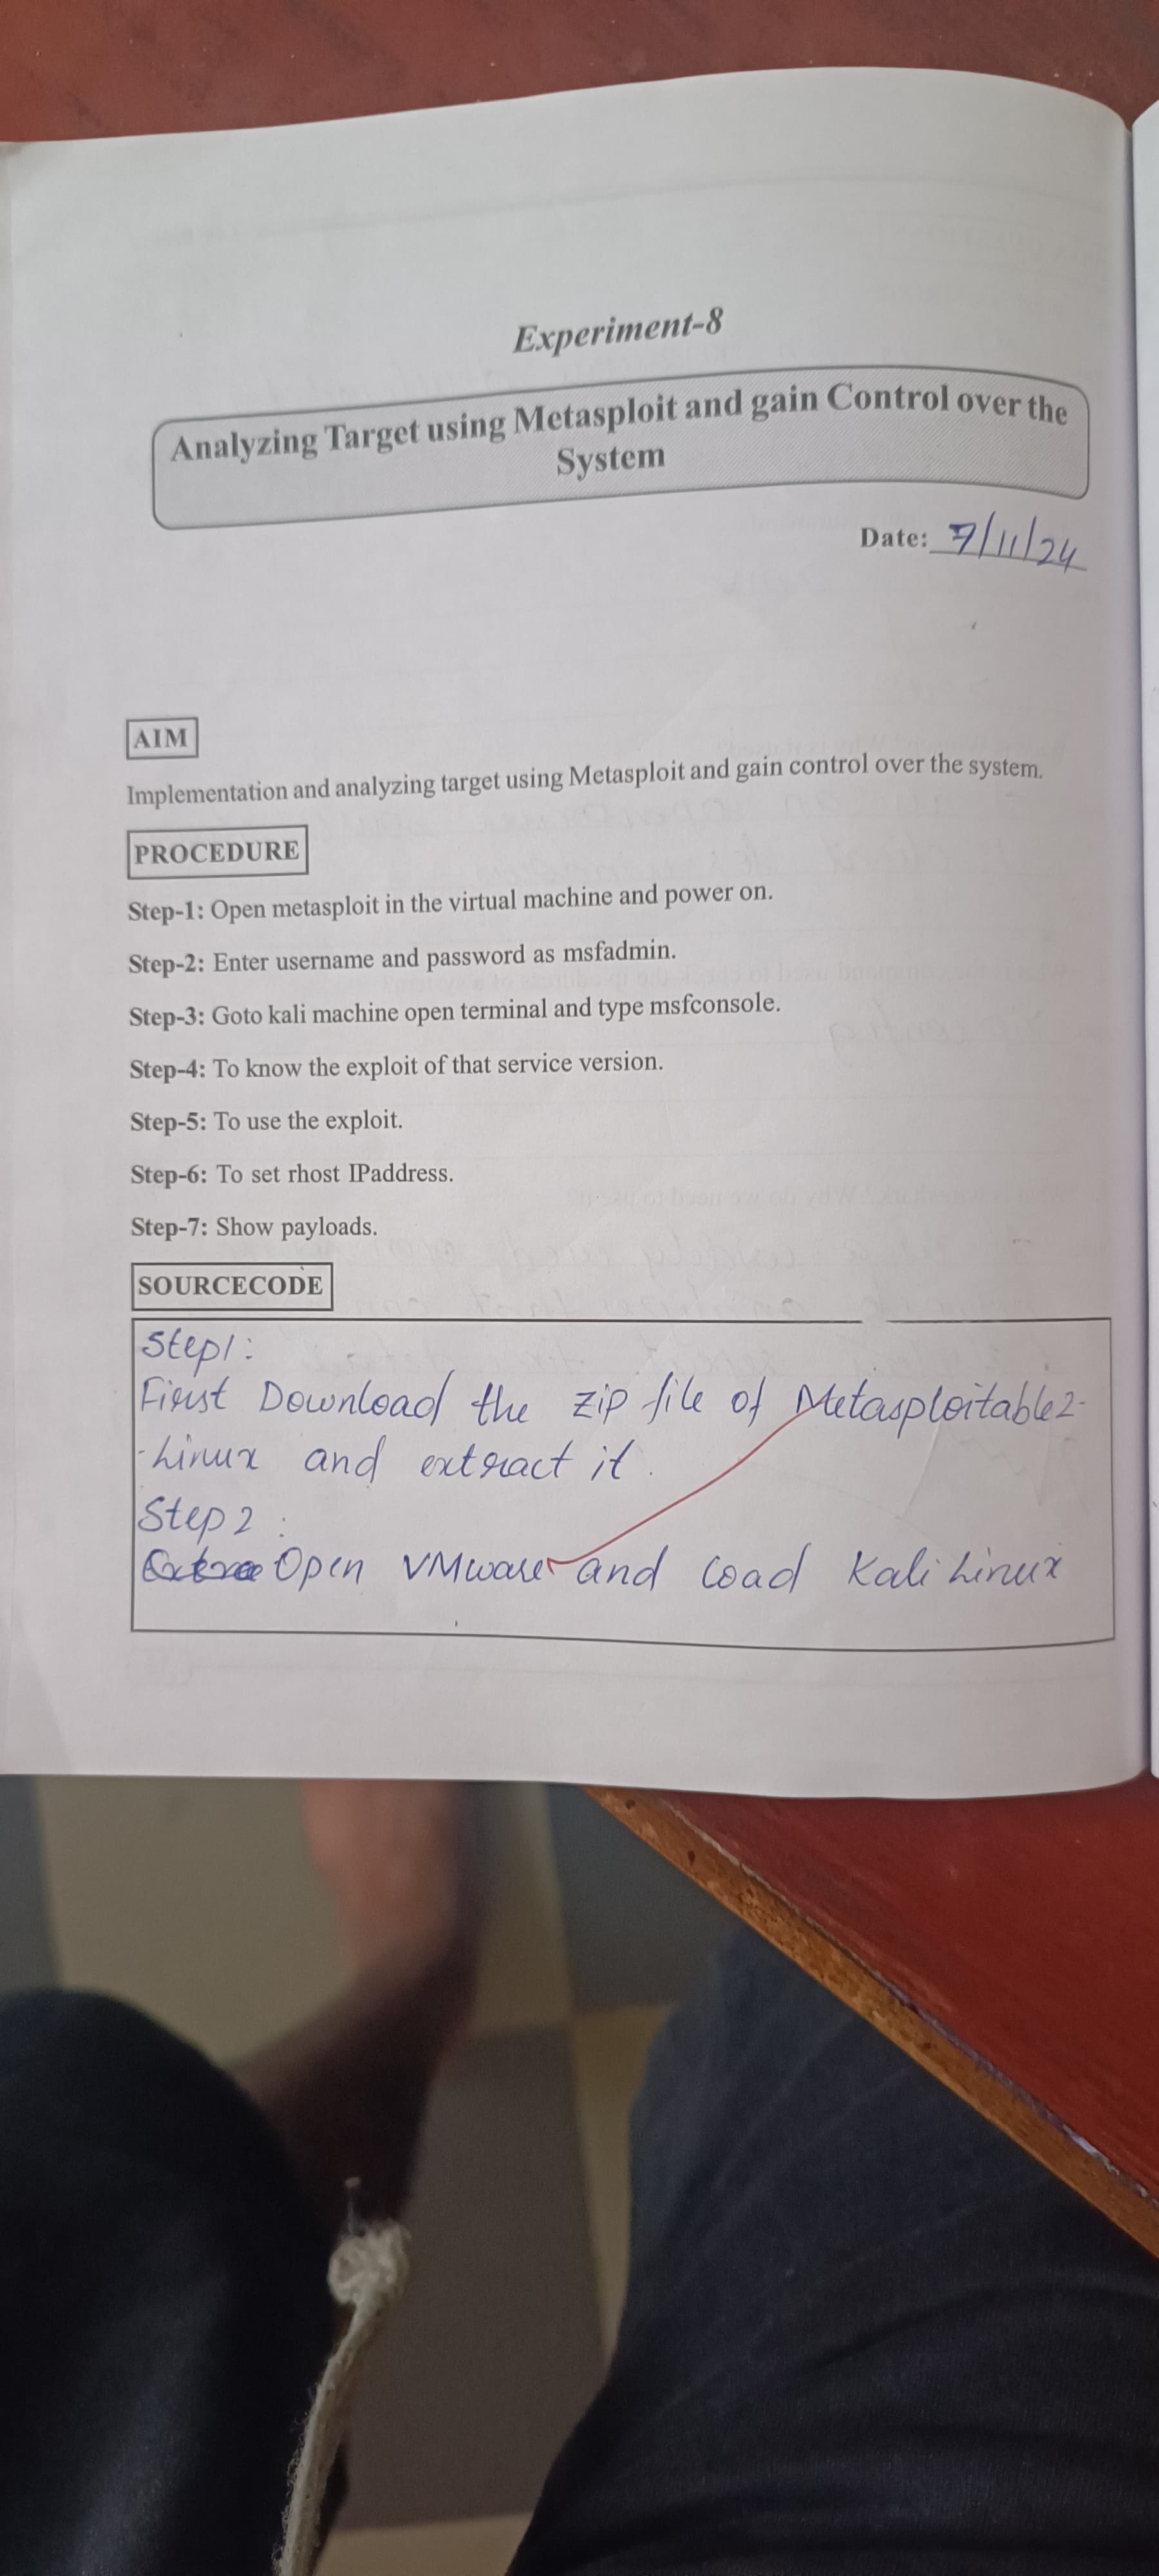 Experiment-8
Analyzing Target using Metasploit and gain Control over the
System
Date: 7/11/24
AIM
Implementation and analyzing target using Metasploit and gain control over the system.
PROCEDURE
Step-1: Open metasploit in the virtual machine and power on.
Step-2: Enter username and password as msfadmin.
Step-3: Goto kali machine open terminal and type msfconsole.
Step-4: To know the exploit of that service version.
Step-5: To use the exploit.
Step-6: To set rhost IPaddress.
Step-7: Show payloads.
SOURCECODE
Step1:
First Download the zip file of Metasploitable2-
-Linux and extract it.
Step 2 :
Open VMware and load Kali Linux